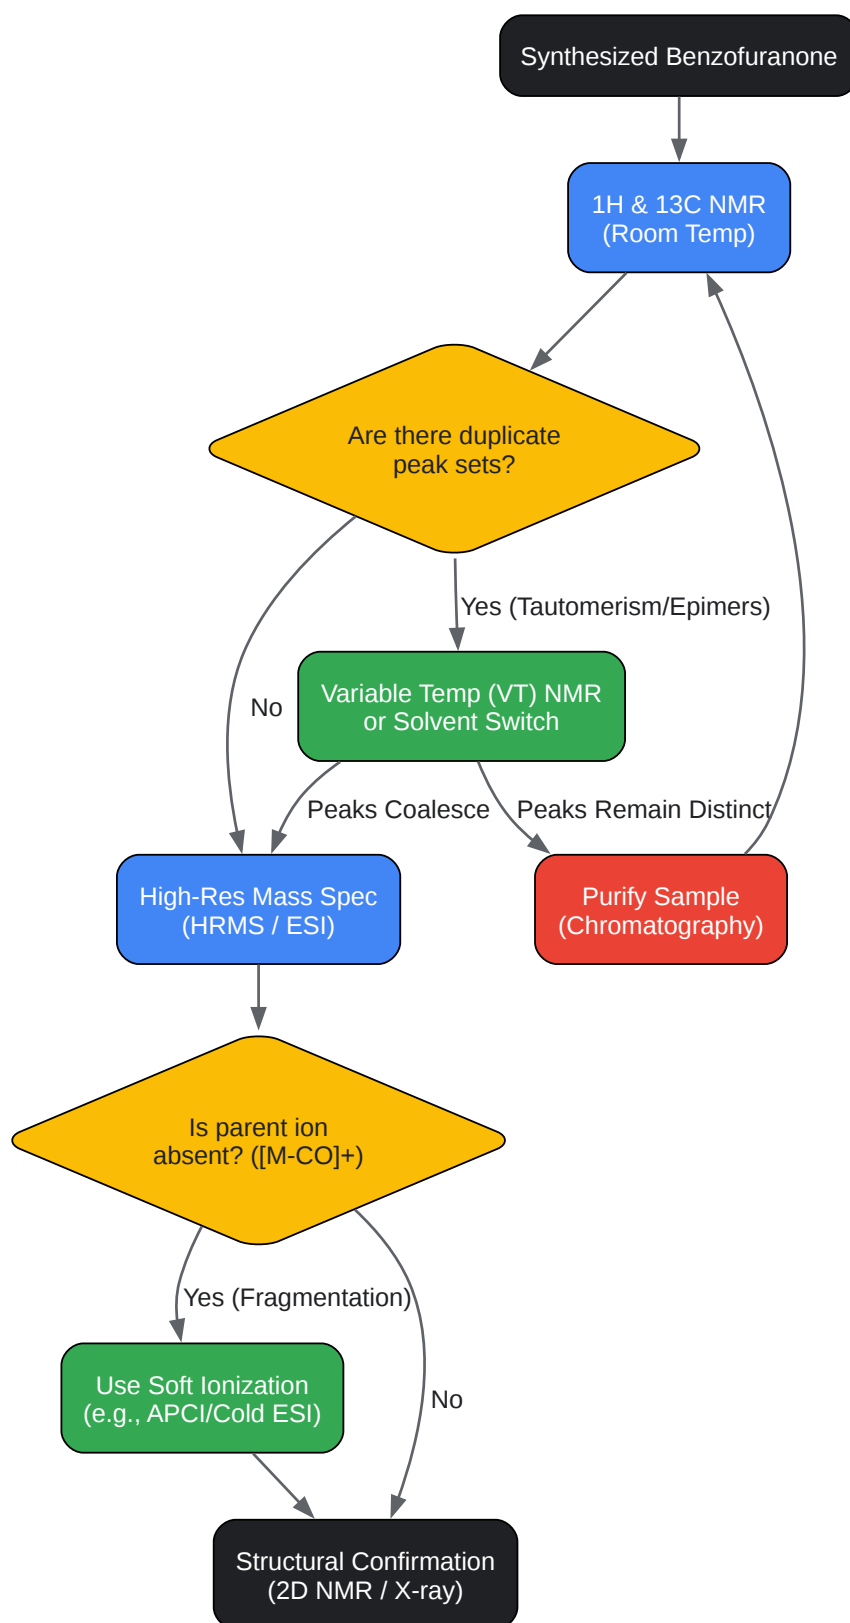 Synthesized Benzofuranone
1H & 13C NMR
(Room Temp)
Are there duplicate
peak sets?
Yes (Tautomerism/Epimers)
No
Variable Temp (VT) NMR
or Solvent Switch
Peaks Coalesce
Peaks Remain Distinct
High-Res Mass Spec
(HRMS / ESI)
Purify Sample
(Chromatography)
Is parent ion
absent? ([M-CO]+)
Yes (Fragmentation)
No
Use Soft Ionization
(e.g., APCI/Cold ESI)
Structural Confirmation
(2D NMR / X-ray)